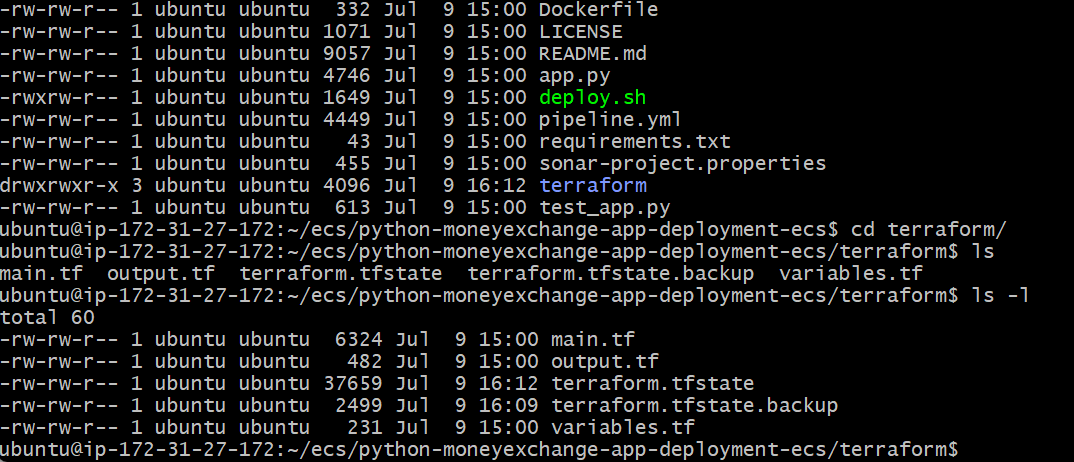 -rw-rw-r-- 1 ubuntu ubuntu  332 Jul  9 15:00 Dockerfile
-rw-rw-r-- 1 ubuntu ubuntu 1071 Jul  9 15:00 LICENSE
-rw-rw-r-- 1 ubuntu ubuntu 9057 Jul  9 15:00 README.md
-rw-rw-r-- 1 ubuntu ubuntu 4746 Jul  9 15:00 app.py
-rwxrwxr-- 1 ubuntu ubuntu 1649 Jul  9 15:00 deploy.sh
-rw-rw-r-- 1 ubuntu ubuntu 4449 Jul  9 15:00 pipeline.yml
-rw-rw-r-- 1 ubuntu ubuntu   43 Jul  9 15:00 requirements.txt
-rw-rw-r-- 1 ubuntu ubuntu  455 Jul  9 15:00 sonar-project.properties
drwxrwxr-x 3 ubuntu ubuntu 4096 Jul  9 16:12 terraform
-rw-rw-r-- 1 ubuntu ubuntu  613 Jul  9 15:00 test_app.py
ubuntu@ip-172-31-27-172:~/ecs/python-moneyexchange-app-deployment-ecs$ cd terraform/
ubuntu@ip-172-31-27-172:~/ecs/python-moneyexchange-app-deployment-ecs/terraform$ ls
main.tf  output.tf  terraform.tfstate  terraform.tfstate.backup  variables.tf
ubuntu@ip-172-31-27-172:~/ecs/python-moneyexchange-app-deployment-ecs/terraform$ ls -l
total 60
-rw-rw-r-- 1 ubuntu ubuntu  6324 Jul  9 15:00 main.tf
-rw-rw-r-- 1 ubuntu ubuntu   482 Jul  9 15:00 output.tf
-rw-rw-r-- 1 ubuntu ubuntu 37659 Jul  9 16:12 terraform.tfstate
-rw-rw-r-- 1 ubuntu ubuntu  2499 Jul  9 16:09 terraform.tfstate.backup
-rw-rw-r-- 1 ubuntu ubuntu   231 Jul  9 15:00 variables.tf
ubuntu@ip-172-31-27-172:~/ecs/python-moneyexchange-app-deployment-ecs/terraform$